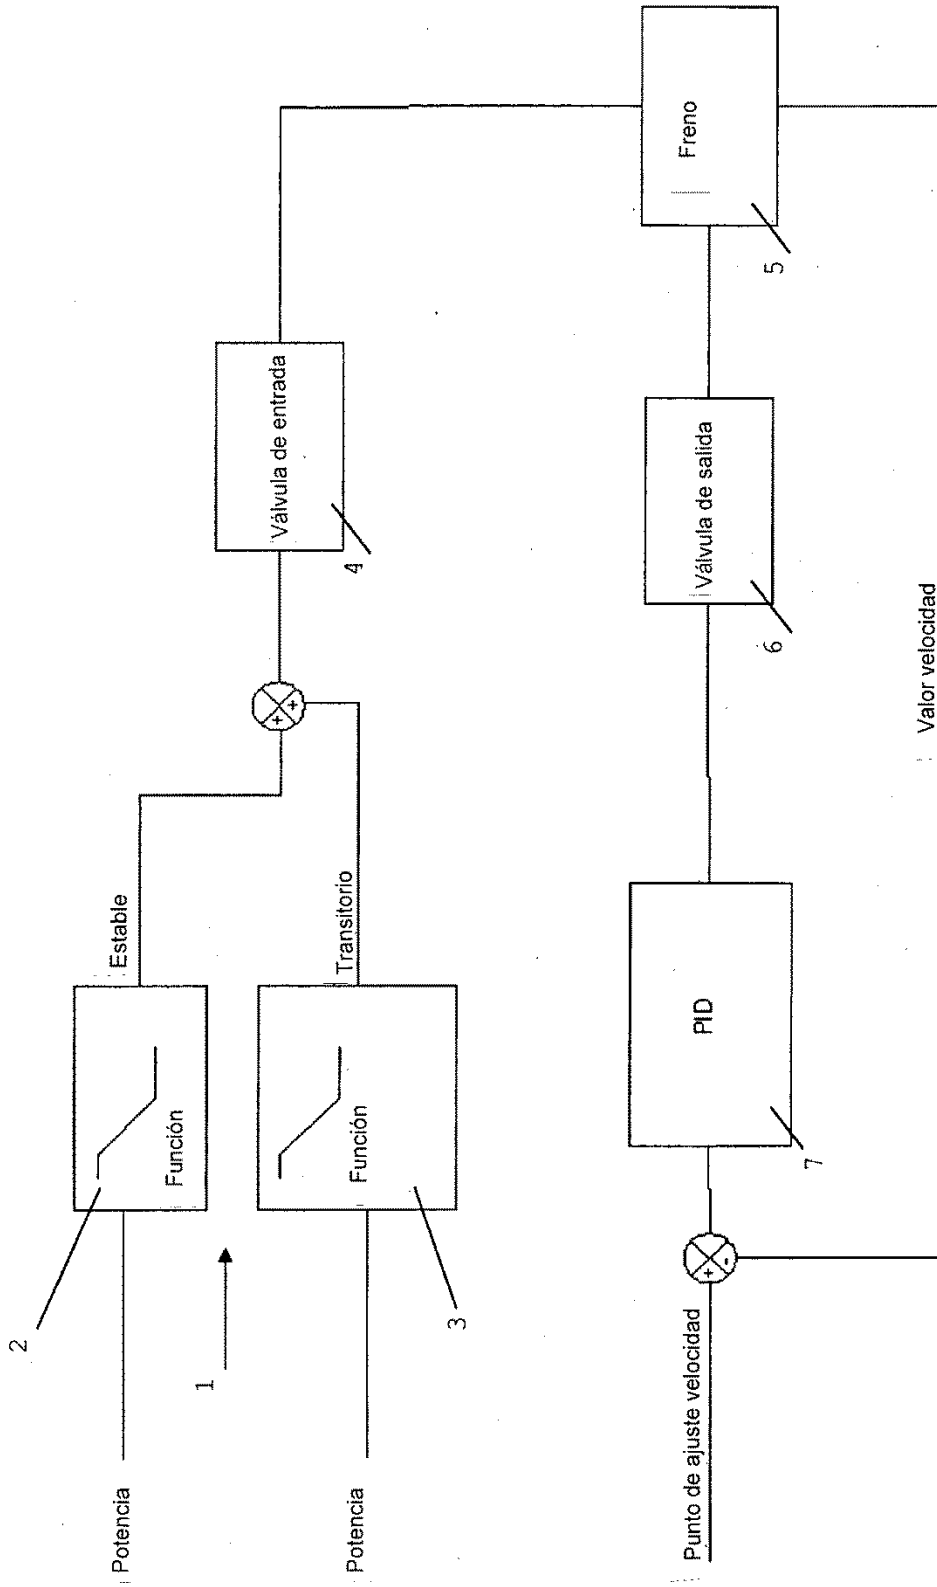 Potencia
2
Función
Estable
1
Potencia
3
Función
Transitorio
+
+
Válvula de entrada
4
Freno
5
Punto de ajuste velocidad
+
-
PID
7
Válvula de salida
6
Valor velocidad